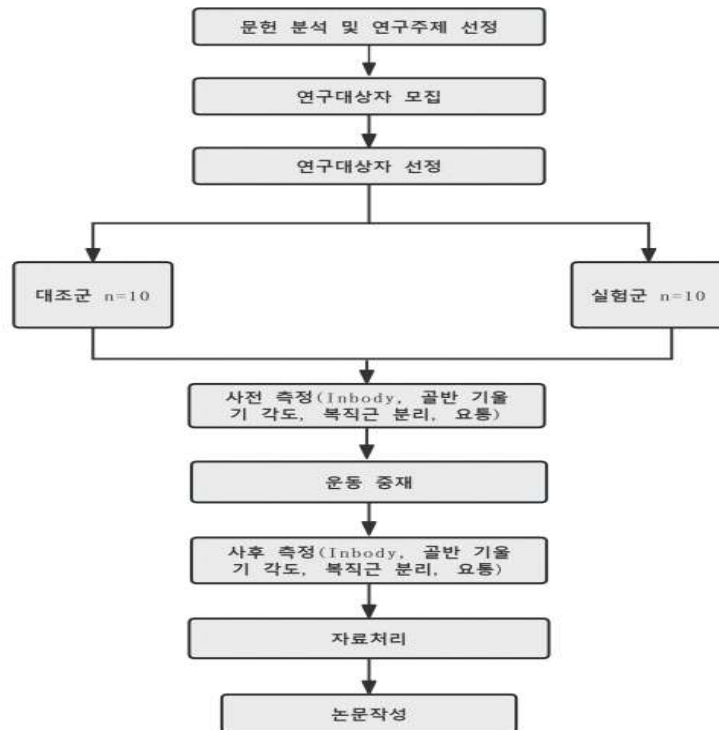 문헌 분석 및 연구주제 선정
연구대상자 모집
연구대상자 선정
대조군 n=10
실험군 n=10
사전 측정(Inbody, 골반 기울
기 각도, 복직근 분리, 요통)
운동 중재
사후 측정(Inbody, 골반 기울
기 각도, 복직근 분리, 요통)
자료처리
논문작성